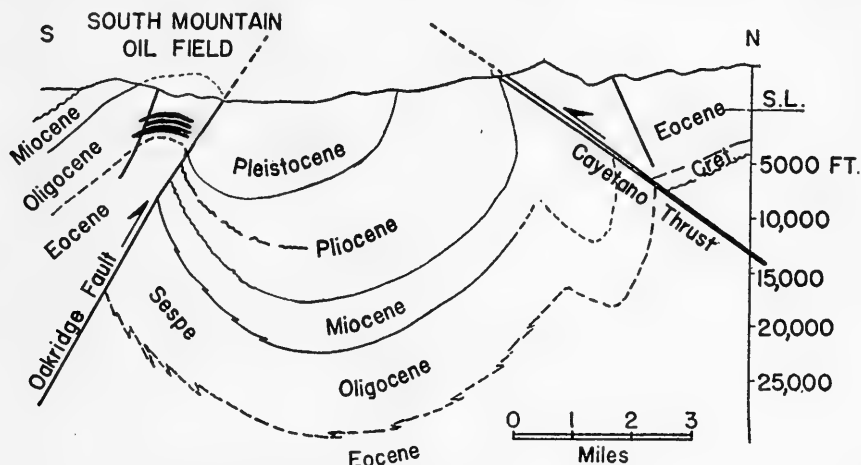 S
SOUTH MOUNTAIN
OIL FIELD
N
Miocene
Oligocene
Eocene
Oakridge Fault
Sespe
Pleistocene
Pliocene
Miocene
Oligocene
Eocene
Cayetano Thrust
Eocene
Cret
S.L.
5000 FT.
10,000
15,000
20,000
25,000
0 1 2 3
Miles